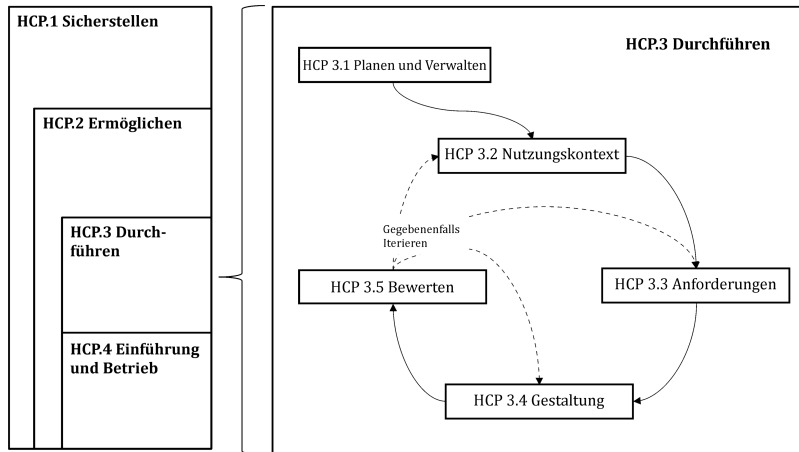 HCP.1 Sicherstellen
HCP.2 Ermöglichen
HCP.3 Durch-
führen
HCP.4 Einführung
und Betrieb
HCP.3 Durchführen
HCP 3.1 Planen und Verwalten
HCP 3.2 Nutzungskontext
Gegebenenfalls
Iterieren
HCP 3.5 Bewerten
HCP 3.3 Anforderungen
HCP 3.4 Gestaltung